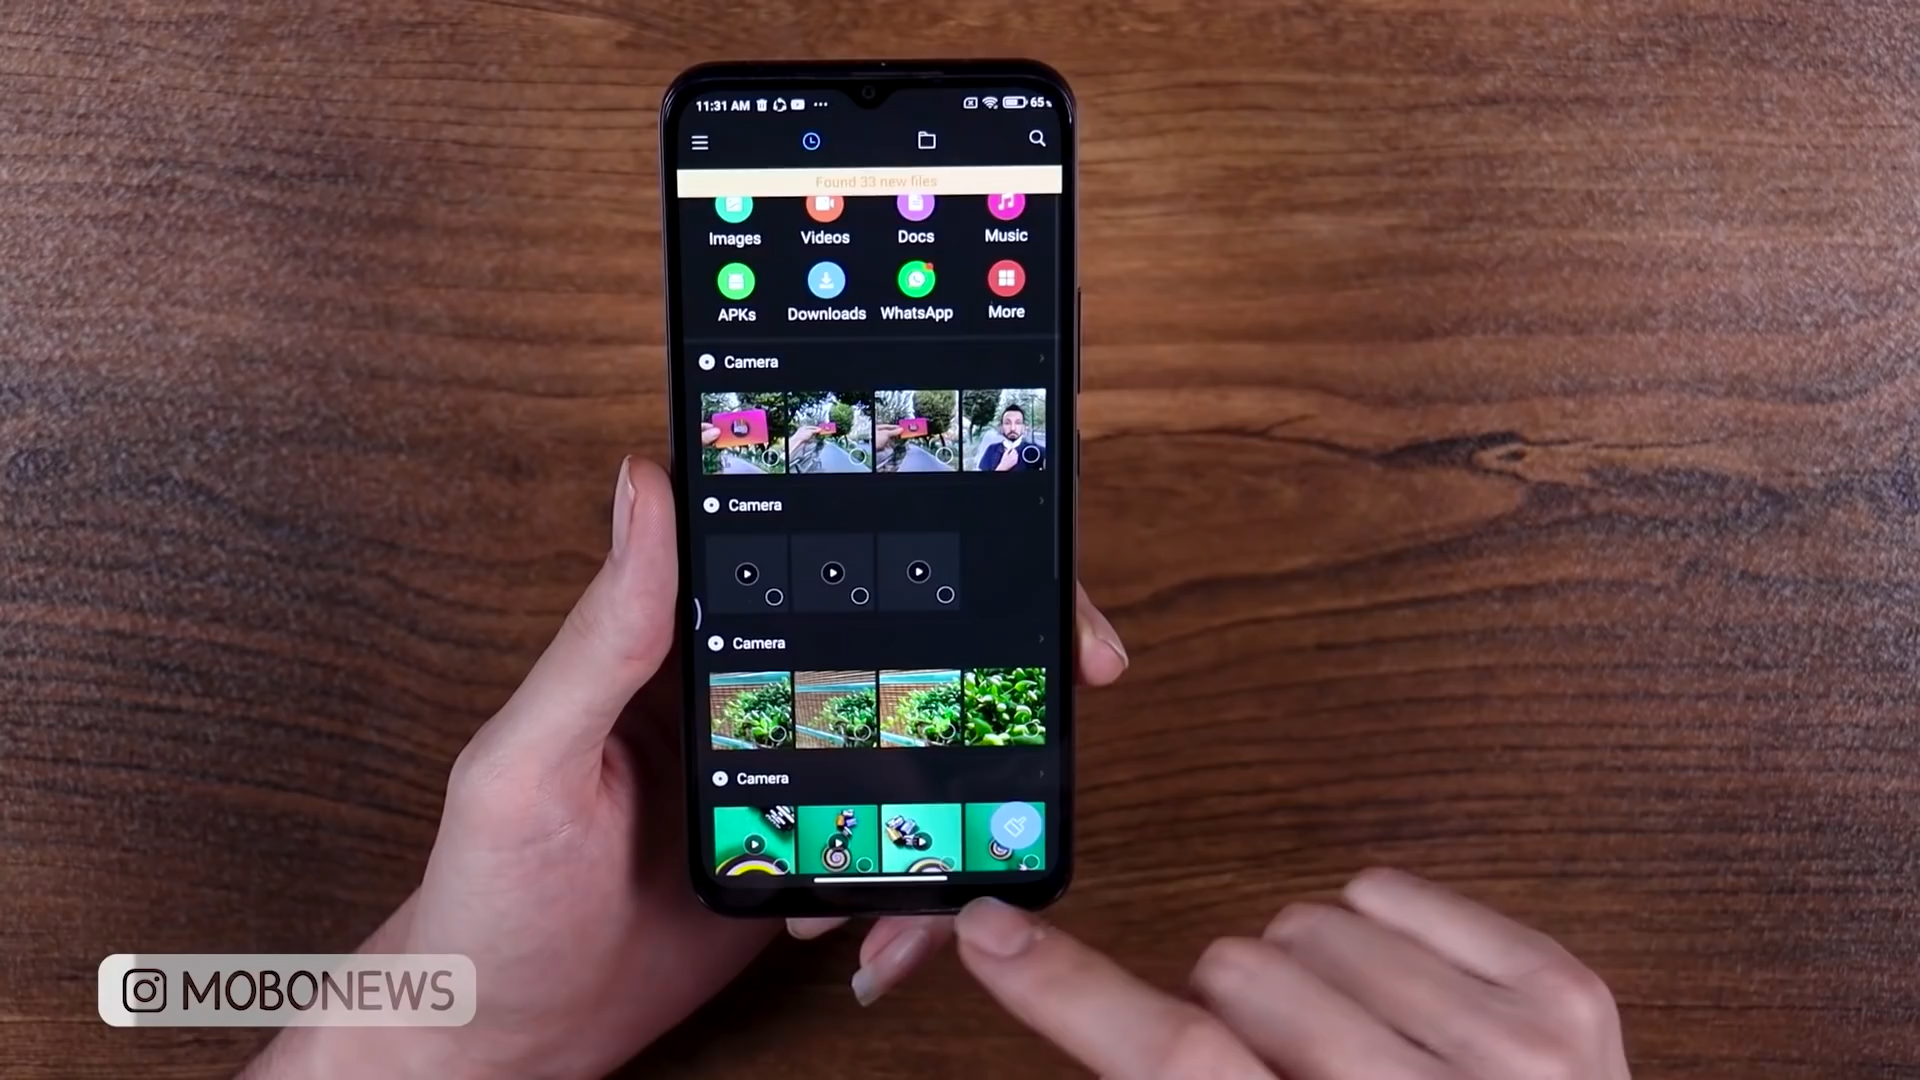 11:31 AM
65%
Found 33 new files
Images Videos Docs Music
APKs Downloads WhatsApp More
Camera
Camera
Camera
Camera
MOBONEWS